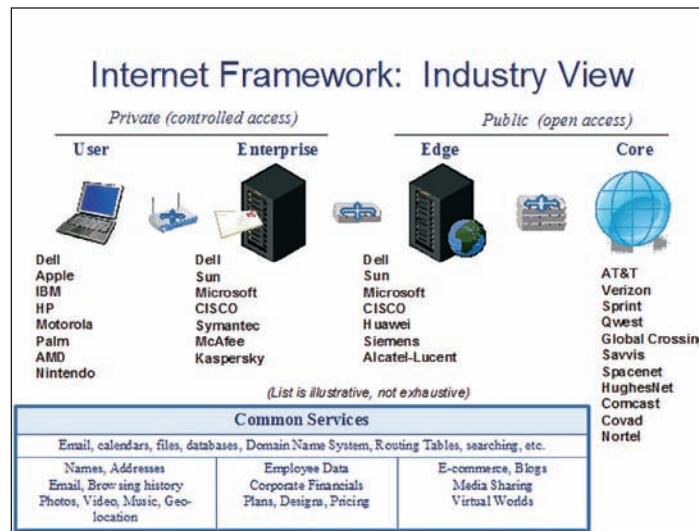 Internet Framework: Industry View
Private (controlled access)
Public (open access)
User
Enterprise
Edge
Core
Dell
Apple
IBM
HP
Motorola
Palm
AMD
Nintendo
Dell
Sun
Microsoft
CISCO
Symantec
McAfee
Kaspersky
Dell
Sun
Microsoft
CISCO
Huawei
Siemens
Alcatel-Lucent
AT&T
Verizon
Sprint
Qwest
Global Crossing
Savvis
Spacenet
HughesNet
Comcast
Covad
Nortel
(List is illustrative, not exhaustive)
Common Services
Email, calendars, files, databases, Domain Name System, Routing Tables, searching, etc.
Names, Addresses
Email, Browsing history
Photos, Video, Music, Geo-
location
Employee Data
Corporate Financials
Plans, Designs, Pricing
E-commerce, Blogs
Media Sharing
Virtual Worlds